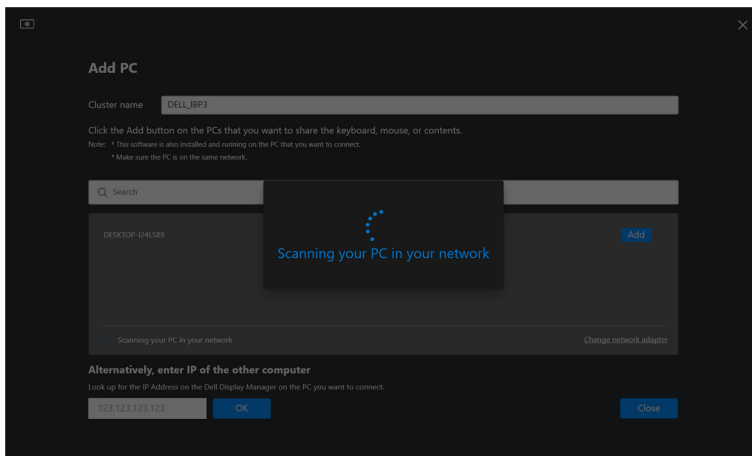 Add PC
Cluster name DELL_IBP3
Click the Add button on the PCs that you want to share the keyboard, mouse, or contents.
Note: * This software is also installed and running on the PC that you want to connect.
* Make sure the PC is on the same network.
Search
DESKTOP-I24LS89 Add
Scanning your PC in your network
Scanning your PC in your network Change network adapter
Alternatively, enter IP of the other computer
Look up for the IP Address on the Dell Display Manager on the PC you want to connect.
123.123.123.123 OK Close